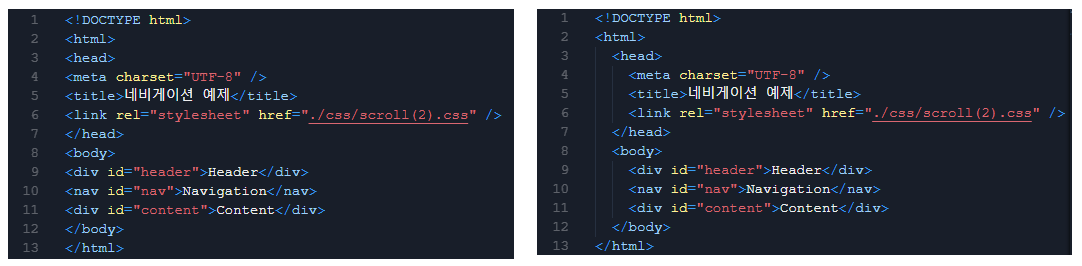 1 <!DOCTYPE html>
2 <html>
3 <head>
4 <meta charset="UTF-8" />
5 <title>네비게이션 예제</title>
6 <link rel="stylesheet" href="./css/scroll(2).css" />
7 </head>
8 <body>
9 <div id="header">Header</div>
10 <nav id="nav">Navigation</nav>
11 <div id="content">Content</div>
12 </body>
13 </html>
1 <!DOCTYPE html>
2 <html>
3   <head>
4     <meta charset="UTF-8" />
5     <title>네비게이션 예제</title>
6     <link rel="stylesheet" href="./css/scroll(2).css" />
7   </head>
8   <body>
9     <div id="header">Header</div>
10     <nav id="nav">Navigation</nav>
11     <div id="content">Content</div>
12   </body>
13 </html>